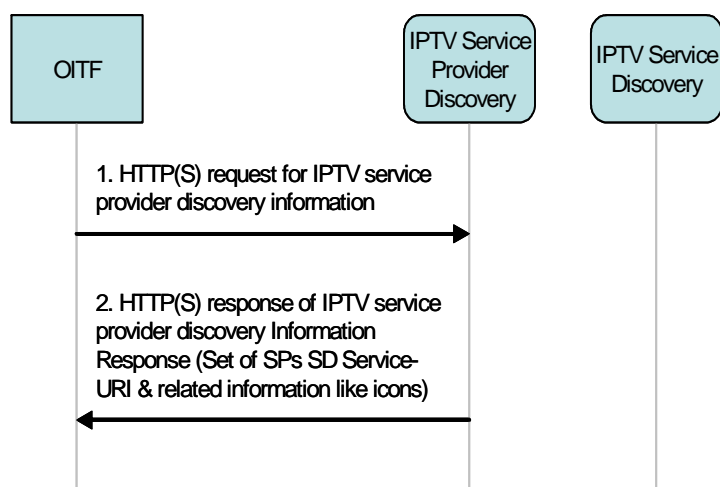 OITF
IPTV Service
Provider
Discovery
IPTV Service
Discovery
1. HTTP(S) request for IPTV service
provider discovery information
2. HTTP(S) response of IPTV service
provider discovery Information
Response (Set of SPs SD Service-
URI & related information like icons)